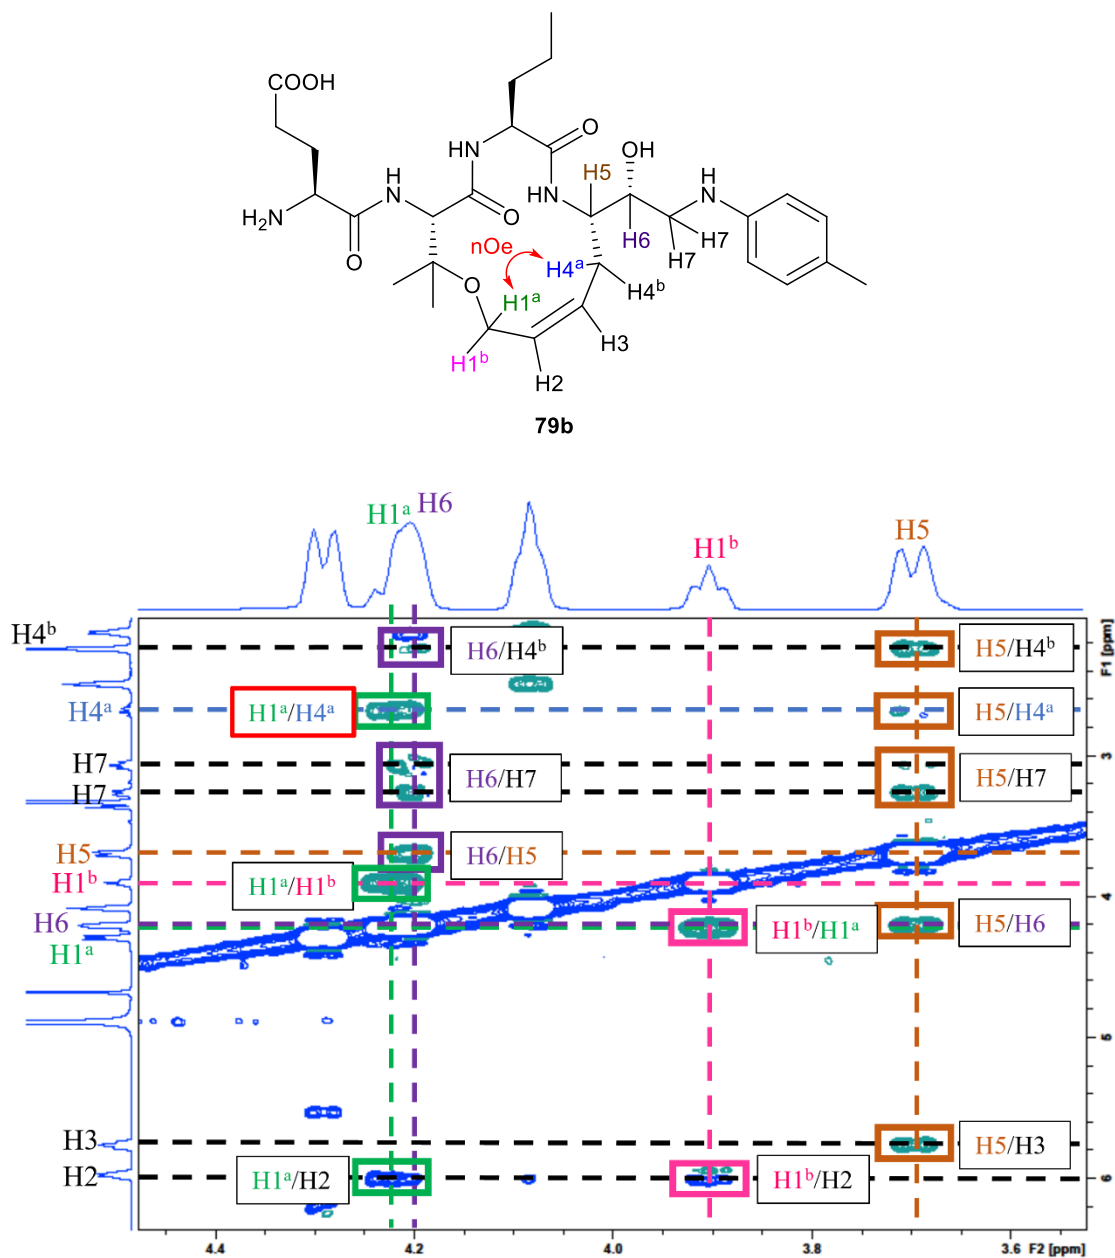 COOH
O
HN
OH
H
N
H5
H
N
HN
H2N
O
H6
H7
H7
nOe
H4ᵃ
O
O
H4ᵇ
H1ᵃ
H3
H1ᵇ
H2
79b
H1ᵃ H6
H1ᵇ
H5
H4ᵇ
H6/H4ᵇ
H5/H4ᵇ
F1 [ppm]
H4ᵃ
H1ᵃ/H4ᵃ
H5/H4ᵃ
H7
H6/H7
H5/H7
3
H7
H5
H6/H5
H1ᵇ
H1ᵃ/H1ᵇ
4
H6
H1ᵇ/H1ᵃ
H5/H6
H1ᵃ
5
H3
H5/H3
H2
H1ᵃ/H2
H1ᵇ/H2
6
4.4 4.2 4.0 3.8 3.6 F2 [ppm]